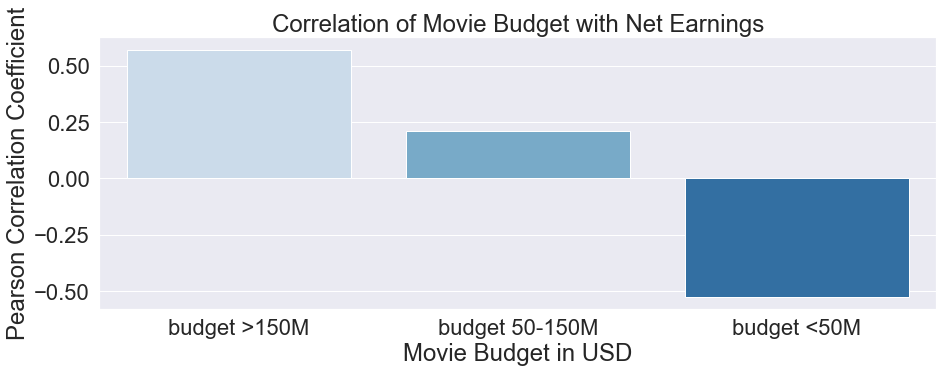 Correlation of Movie Budget with Net Earnings
Pearson Correlation Coefficient
0.50
0.25
0.00
−0.25
−0.50
budget >150M
budget 50-150M
budget <50M
Movie Budget in USD